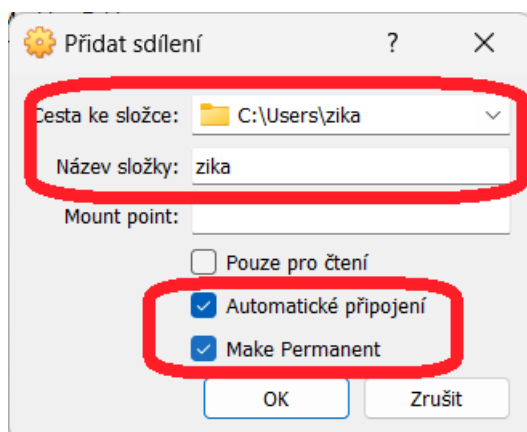 Přidat sdílení ? ×
Cesta ke složce: C:\Users\zika
Název složky: zika
Mount point:
Pouze pro čtení
Automatické připojení
Make Permanent
OK Zrušit